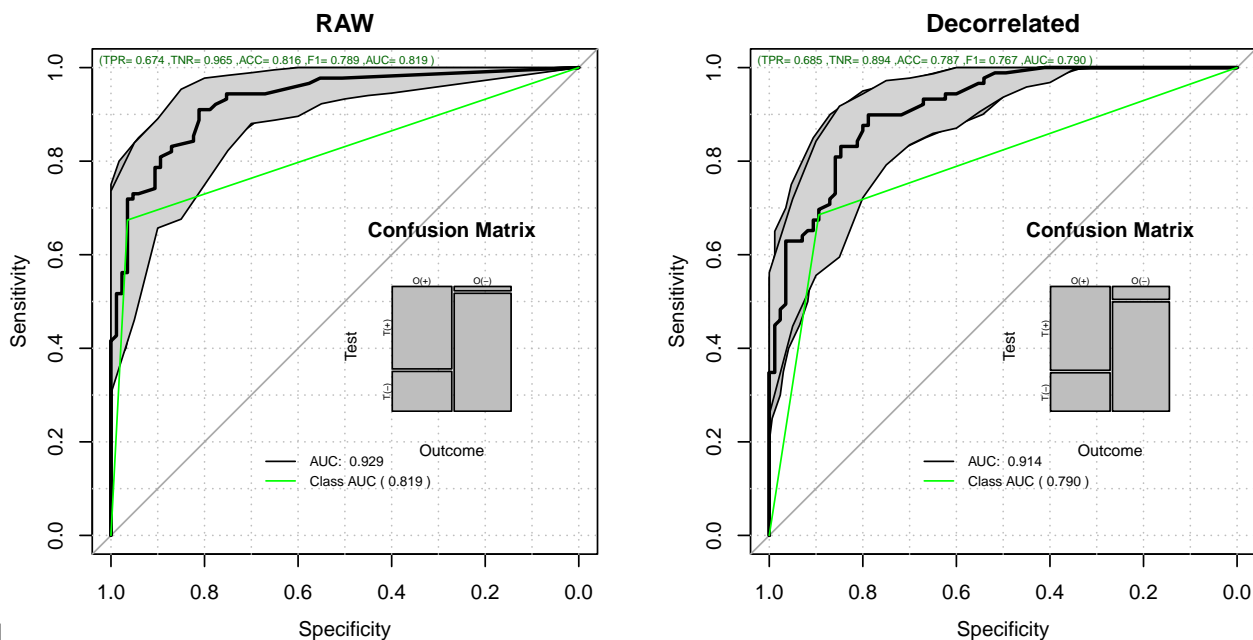 RAW
(TPR= 0.674 ,TNR= 0.965 ,ACC= 0.816 ,F1= 0.789 ,AUC= 0.819 )
Sensitivity
1.0
0.8
0.6
0.4
0.2
0.0
Confusion Matrix
O(+) O(−)
T(+)
T(−)
Test
Outcome
AUC: 0.929
Class AUC ( 0.819 )
1.0 0.8 0.6 0.4 0.2 0.0
Specificity
Decorrelated
(TPR= 0.685 ,TNR= 0.894 ,ACC= 0.787 ,F1= 0.767 ,AUC= 0.790 )
Sensitivity
1.0
0.8
0.6
0.4
0.2
0.0
Confusion Matrix
O(+) O(−)
T(+)
T(−)
Test
Outcome
AUC: 0.914
Class AUC ( 0.790 )
1.0 0.8 0.6 0.4 0.2 0.0
Specificity